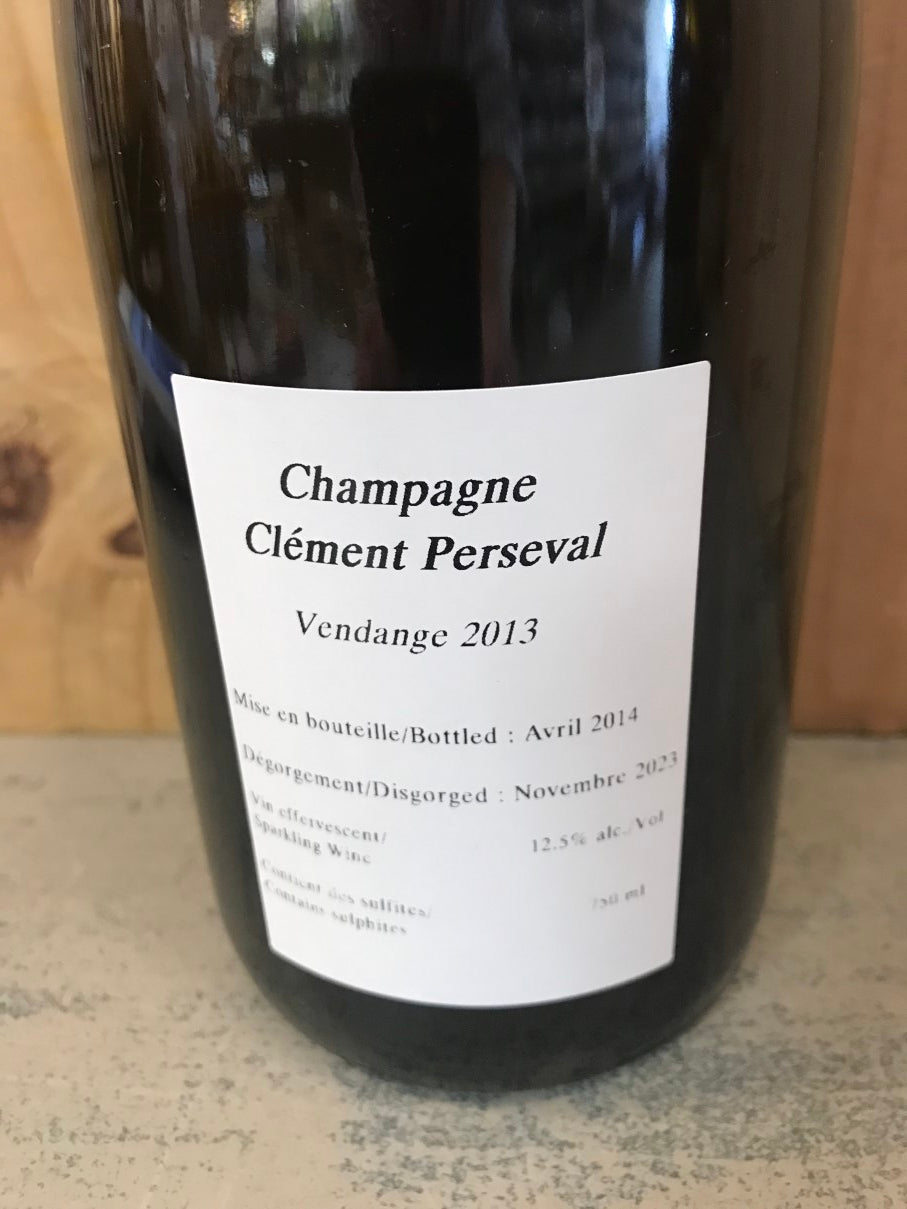 Champagne
Clément Perseval
Vendange 2013
Mise en bouteille/Bottled : Avril 2014
Dégorgement/Disgorged : Novembre 2023
Vin effervescent/
Sparkling Wine
12.5% alc./Vol
Contient des sulfites/
Contains sulphites
750 ml